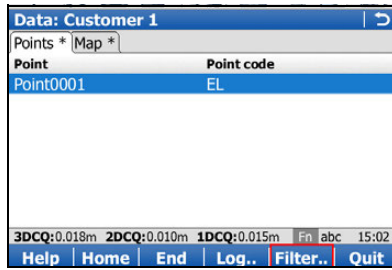 Data: Customer 1
Points * Map *
Point Point code
Point0001 EL
3DCQ:0.018m 2DCQ:0.010m 1DCQ:0.015m Fn abc 15:02
Help Home End Log.. Filter.. Quit